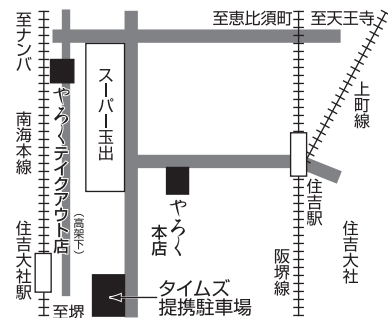 至ナンバ
至恵比須町
至天王寺
スーパー玉出
やろくテイクアウト店
(高架下)
南海本線
上町線
住吉大社駅
やろく
本店
住吉駅
住吉大社
阪堺線
至堺
タイムズ
提携駐車場